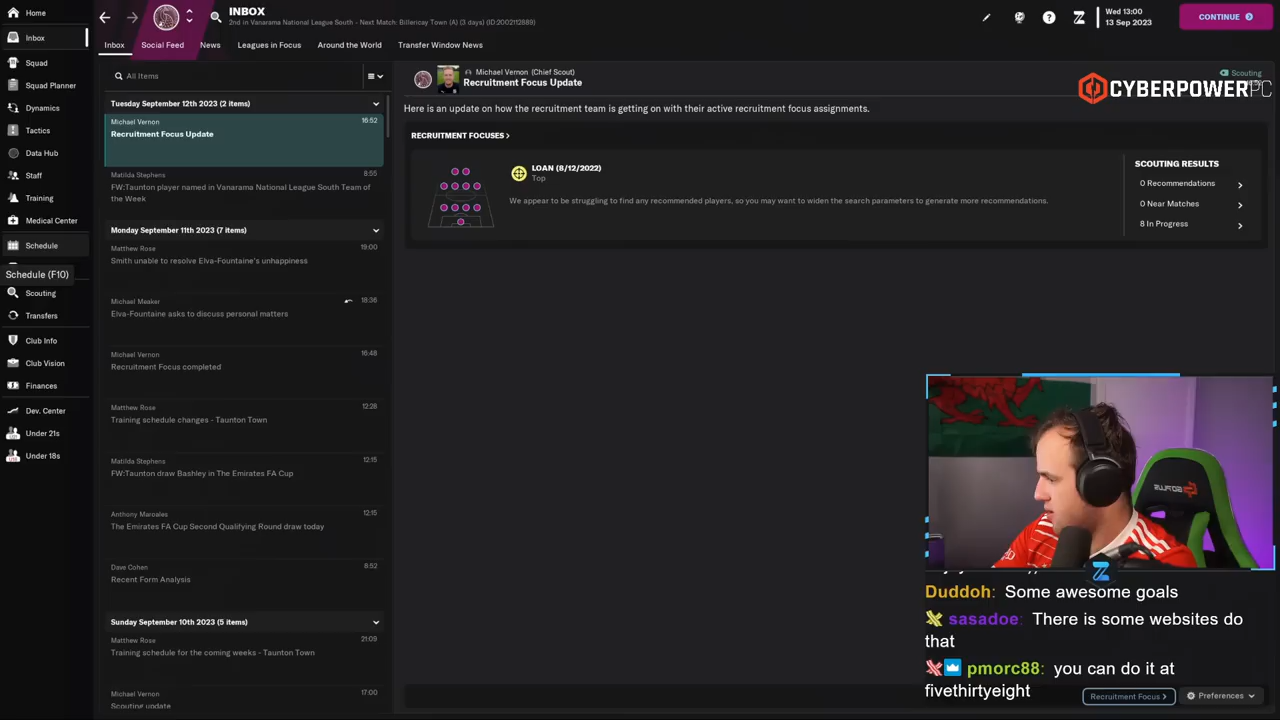 Home
Inbox
Squad
Squad Planner
Dynamics
Tactics
Data Hub
Staff
Training
Medical Center
Schedule
Schedule (F10)
Scouting
Transfers
Club Info
Club Vision
Finances
Dev. Center
Under 21s
Under 18s
INBOX
2nd in Vanarama National League South - Next Match: Billericay Town (A) (3 days) (ID:2002112889)
Wed 13:00
13 Sep 2023
CONTINUE
Inbox
Social Feed
News
Leagues in Focus
Around the World
Transfer Window News
All Items
Tuesday September 12th 2023 (2 items)
Michael Vernon 16:52
Recruitment Focus Update
Matilda Stephens 8:55
FW:Taunton player named in Vanarama National League South Team of
the Week
Monday September 11th 2023 (7 items)
Matthew Rose 19:00
Smith unable to resolve Elva-Fountaine's unhappiness
Michael Meaker 18:36
Elva-Fountaine asks to discuss personal matters
Michael Vernon 16:48
Recruitment Focus completed
Matthew Rose 12:28
Training schedule changes - Taunton Town
Matilda Stephens 12:15
FW:Taunton draw Bashley in The Emirates FA Cup
Anthony Maroales 12:15
The Emirates FA Cup Second Qualifying Round draw today
Dave Cohen 8:52
Recent Form Analysis
Sunday September 10th 2023 (5 items)
Matthew Rose 21:09
Training schedule for the coming weeks - Taunton Town
Michael Vernon 17:00
Scouting update
Michael Vernon (Chief Scout)
Recruitment Focus Update
Scouting
CYBERPOWERPC
Here is an update on how the recruitment team is getting on with their active recruitment focus assignments.
RECRUITMENT FOCUSES
LOAN (8/12/2022)
Top
We appear to be struggling to find any recommended players, so you may want to widen the search parameters to generate more recommendations.
SCOUTING RESULTS
0 Recommendations
0 Near Matches
8 In Progress
Duddoh: Some awesome goals
sasadoe: There is some websites do
that
pmorc88: you can do it at
fivethirtyeight
Recruitment Focus
Preferences